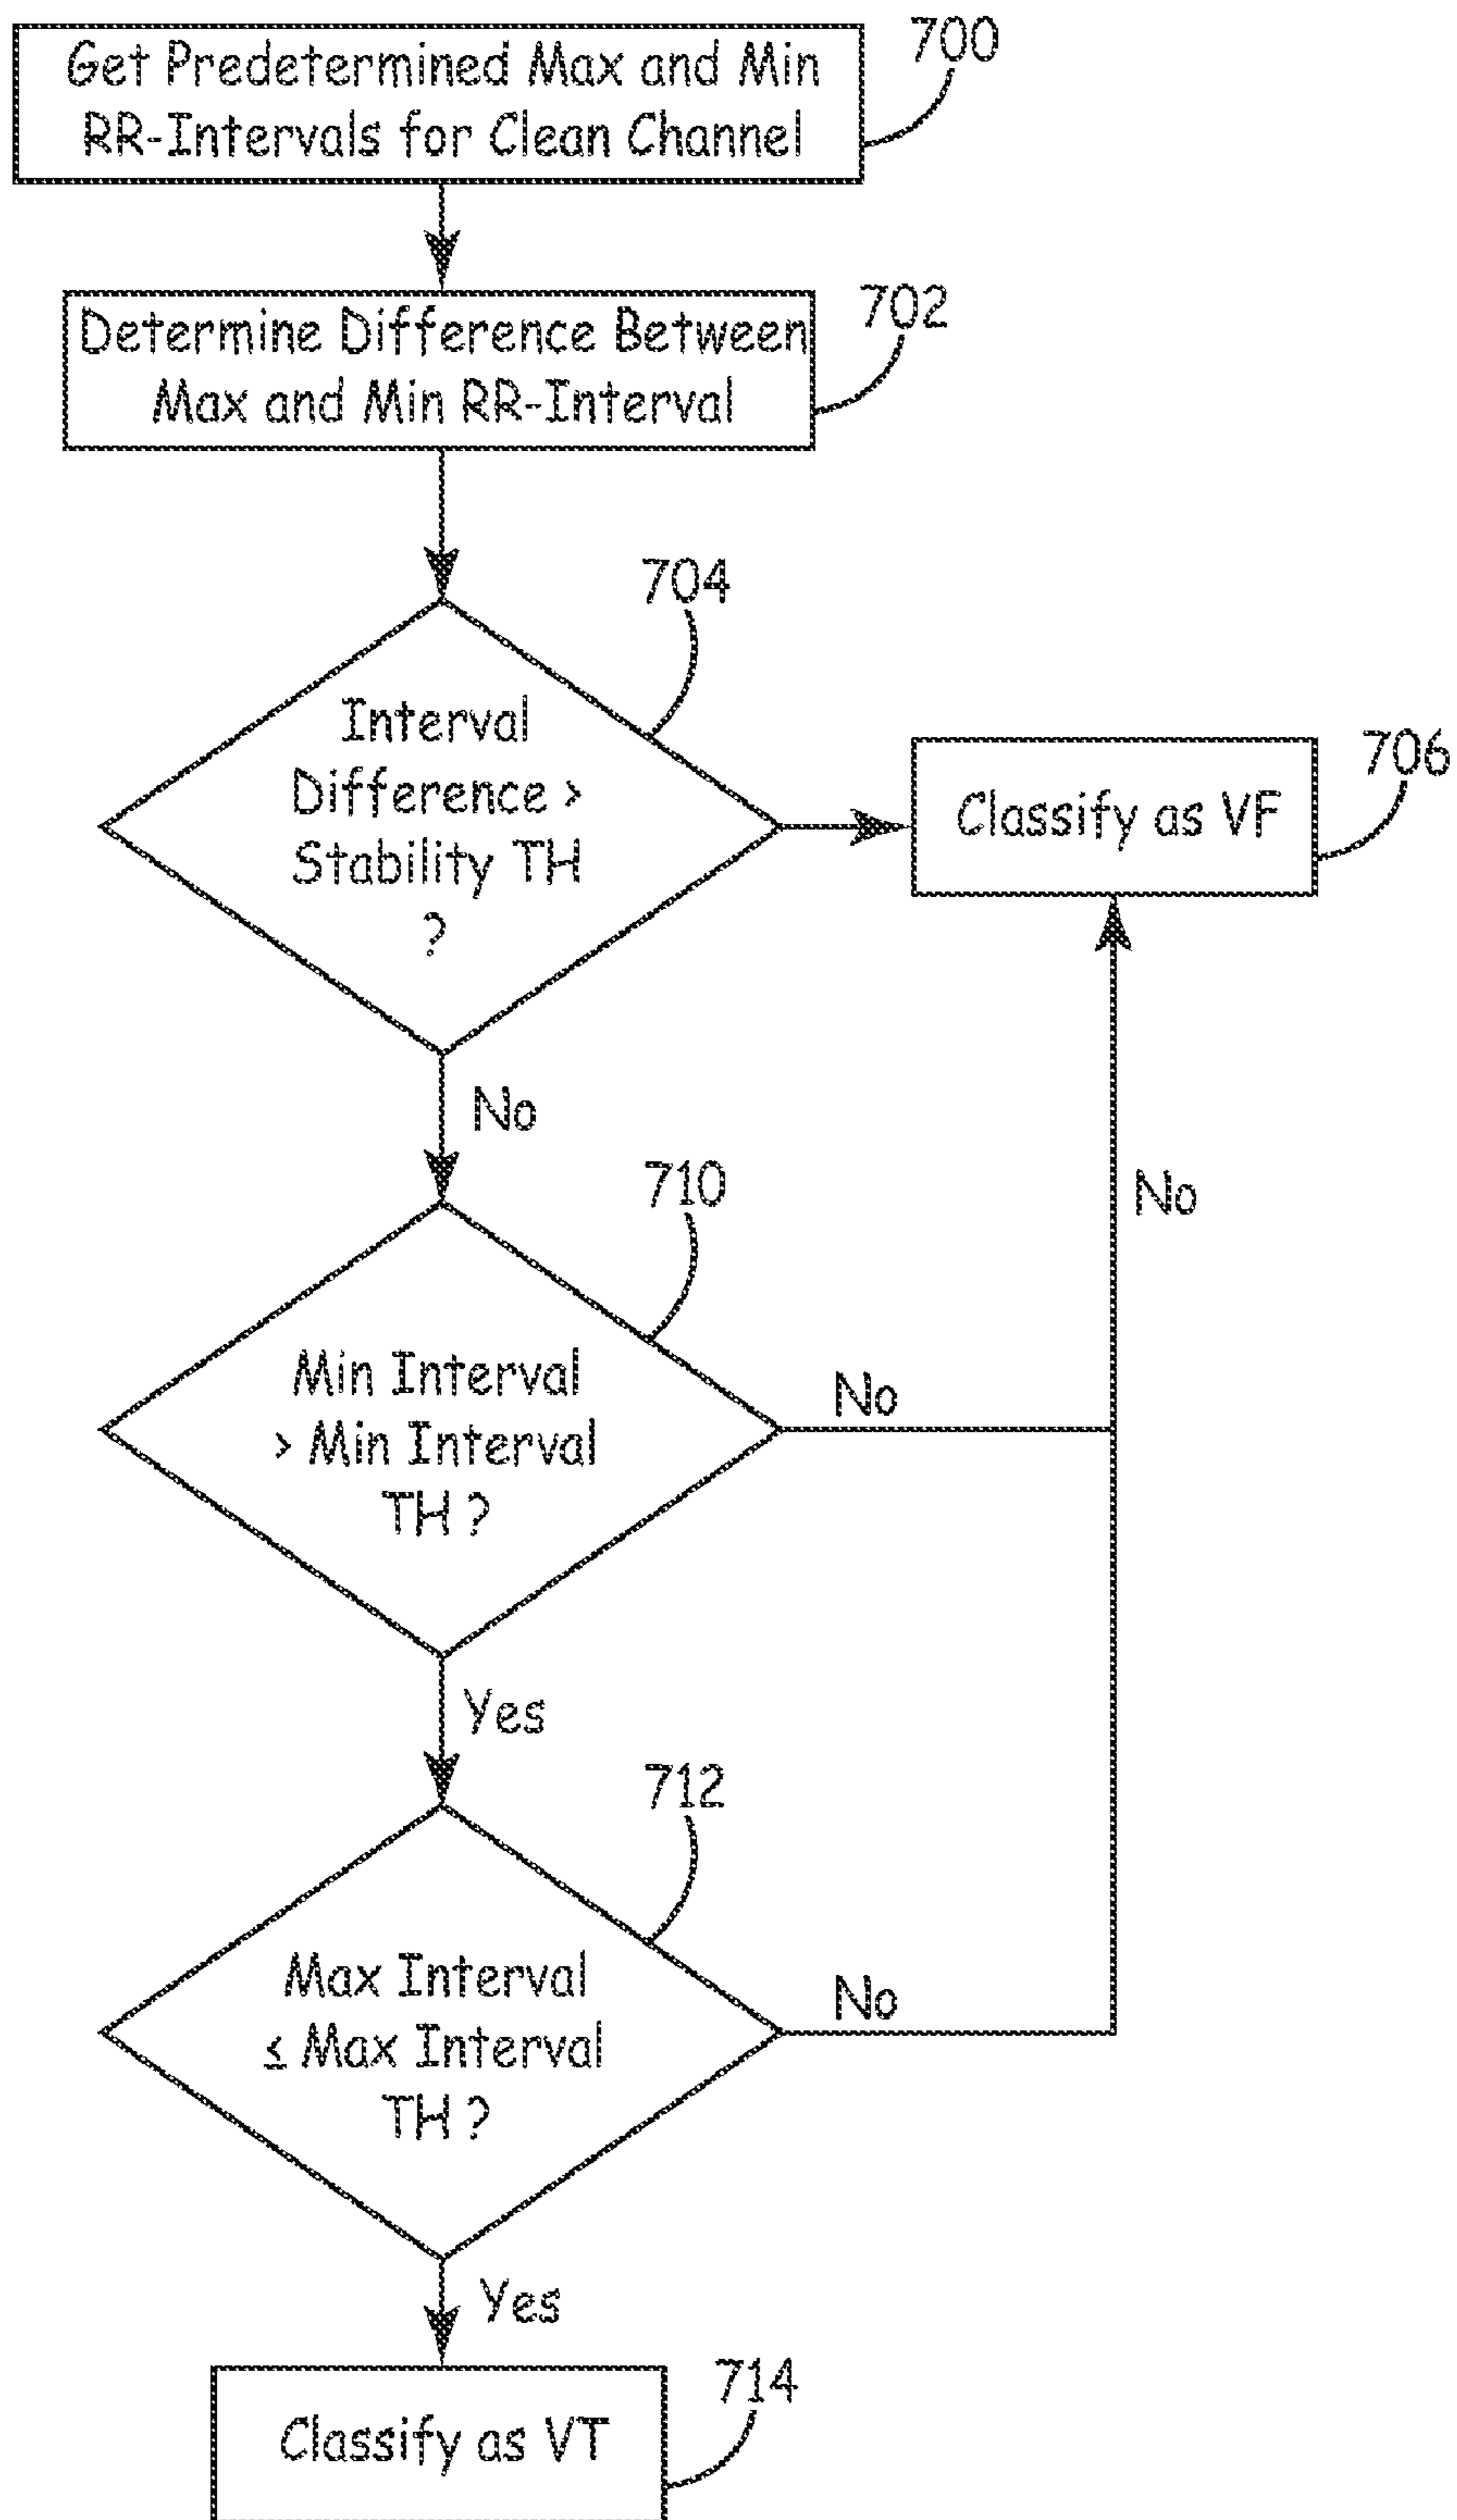 700
Get Predetermined Max and Min
RR-Intervals for Clean Channel
702
Determine Difference Between
Max and Min RR-Interval
704
Interval
Difference >
Stability TH
?
706
Classify as VF
No
710
No
Min Interval
> Min Interval
TH ?
No
Yes
712
Max Interval
≤ Max Interval
TH ?
No
Yes
714
Classify as VT